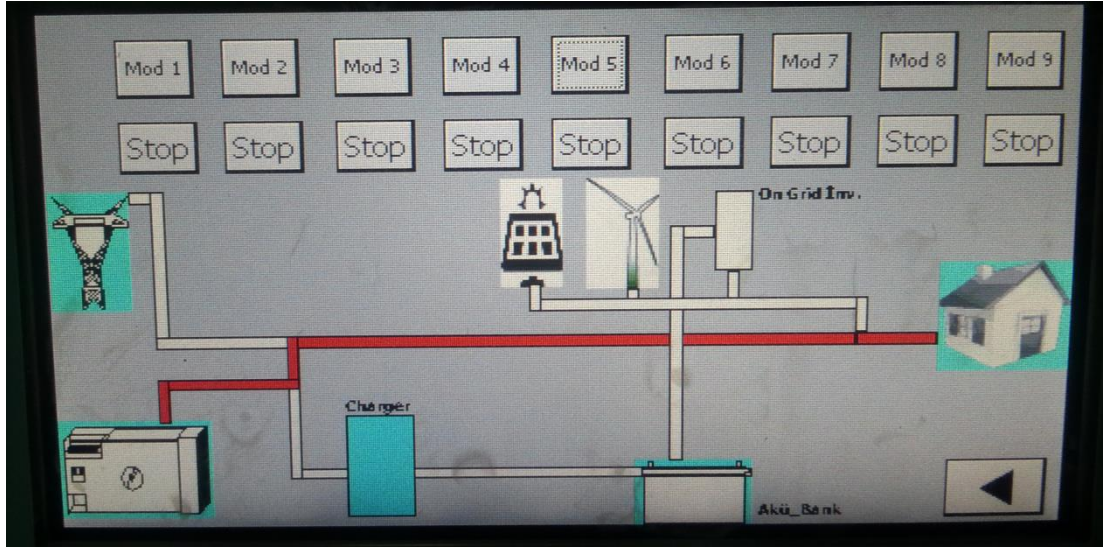 Mod 1 Mod 2 Mod 3 Mod 4 Mod 5 Mod 6 Mod 7 Mod 8 Mod 9
Stop Stop Stop Stop Stop Stop Stop Stop Stop
On Grid İnv.
Charger
Akü_Bank